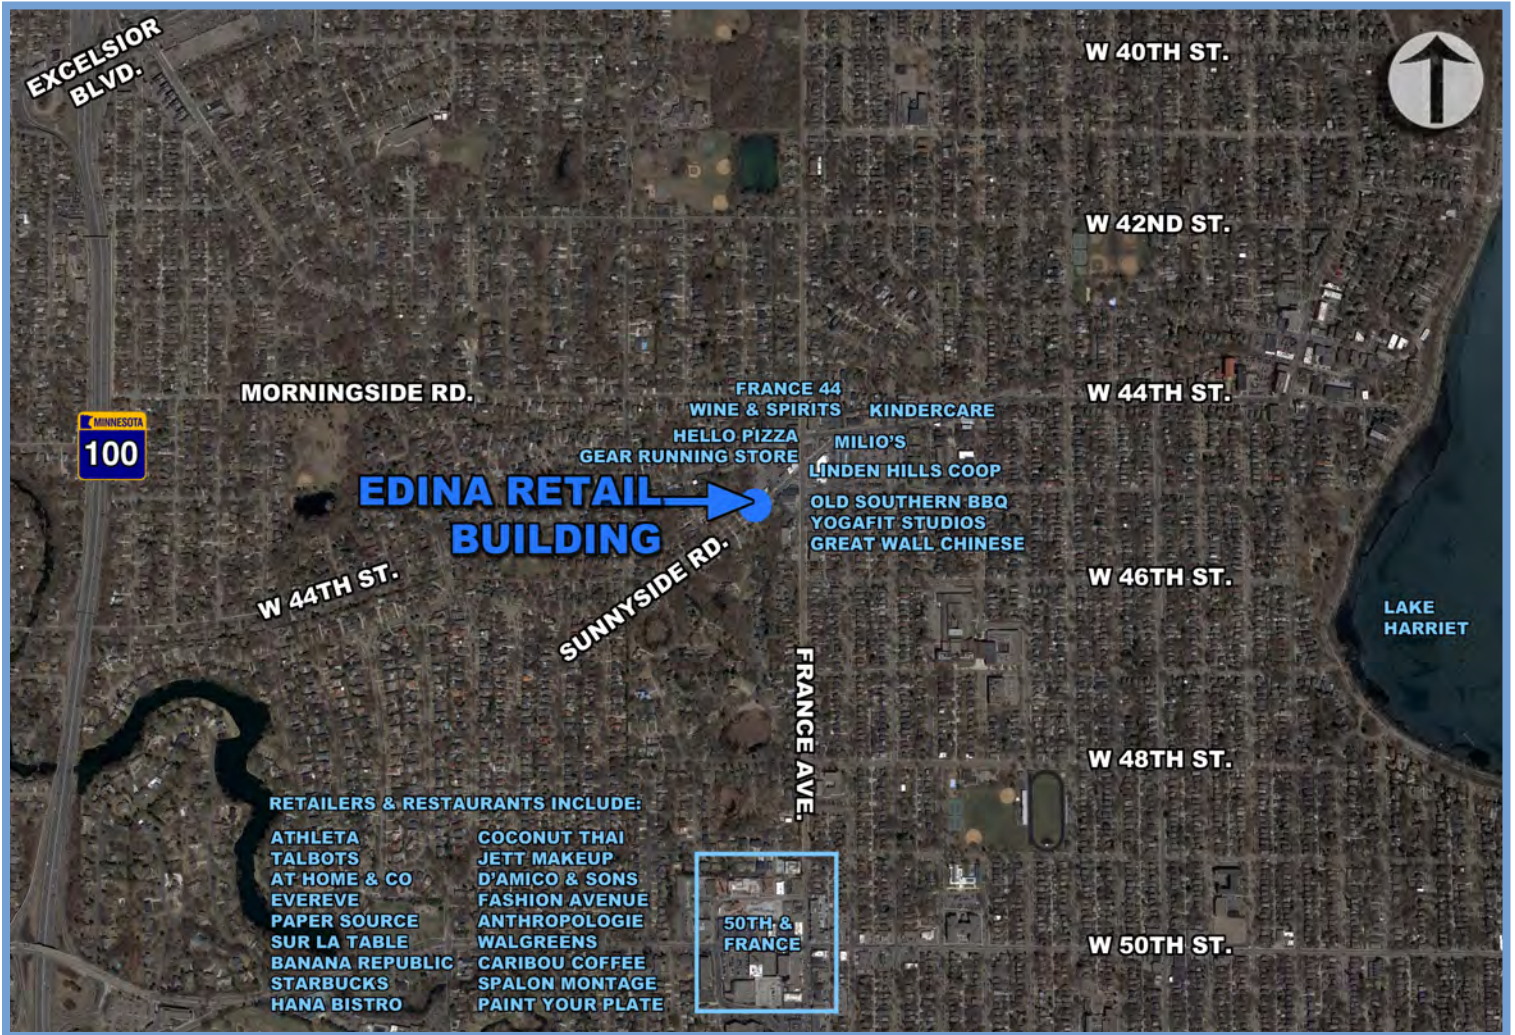 EXCELSIOR
BLVD.
W 40TH ST.
W 42ND ST.
MORNINGSIDE RD.
FRANCE 44
WINE & SPIRITS
KINDERCARE
W 44TH ST.
MINNESOTA
100
HELLO PIZZA
GEAR RUNNING STORE
MILIO'S
LINDEN HILLS COOP
EDINA RETAIL
BUILDING
OLD SOUTHERN BBQ
YOGAFIT STUDIOS
GREAT WALL CHINESE
W 44TH ST.
SUNNYSIDE RD.
W 46TH ST.
LAKE
HARRIET
FRANCE AVE.
W 48TH ST.
RETAILERS & RESTAURANTS INCLUDE:
ATHLETA
TALBOTS
AT HOME & CO
EVEREVE
PAPER SOURCE
SUR LA TABLE
BANANA REPUBLIC
STARBUCKS
HANA BISTRO
COCONUT THAI
JETT MAKEUP
D'AMICO & SONS
FASHION AVENUE
ANTHROPOLOGIE
WALGREENS
CARIBOU COFFEE
SPALON MONTAGE
PAINT YOUR PLATE
50TH &
FRANCE
W 50TH ST.